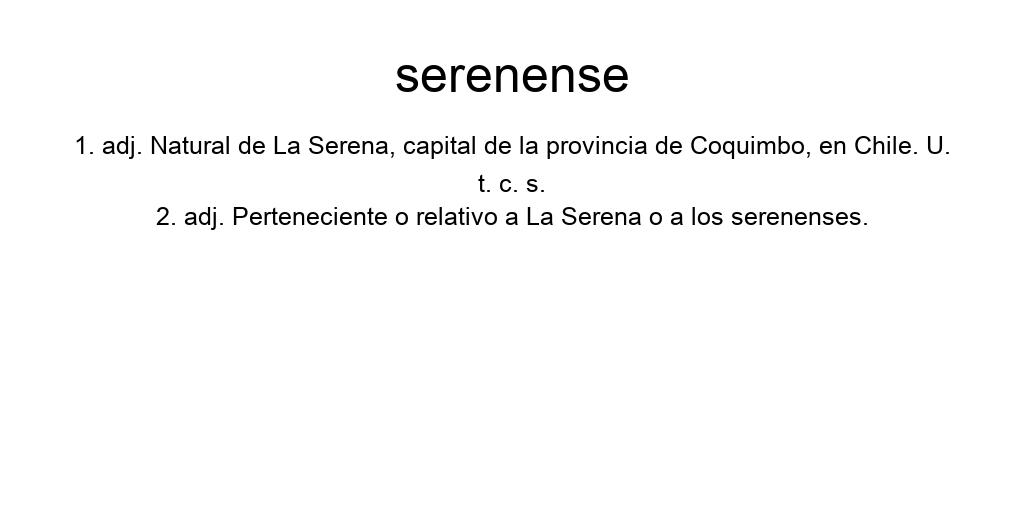 serenense
1. adj. Natural de La Serena, capital de la provincia de Coquimbo, en Chile. U.
t. c. s.
2. adj. Perteneciente o relativo a La Serena o a los serenenses.